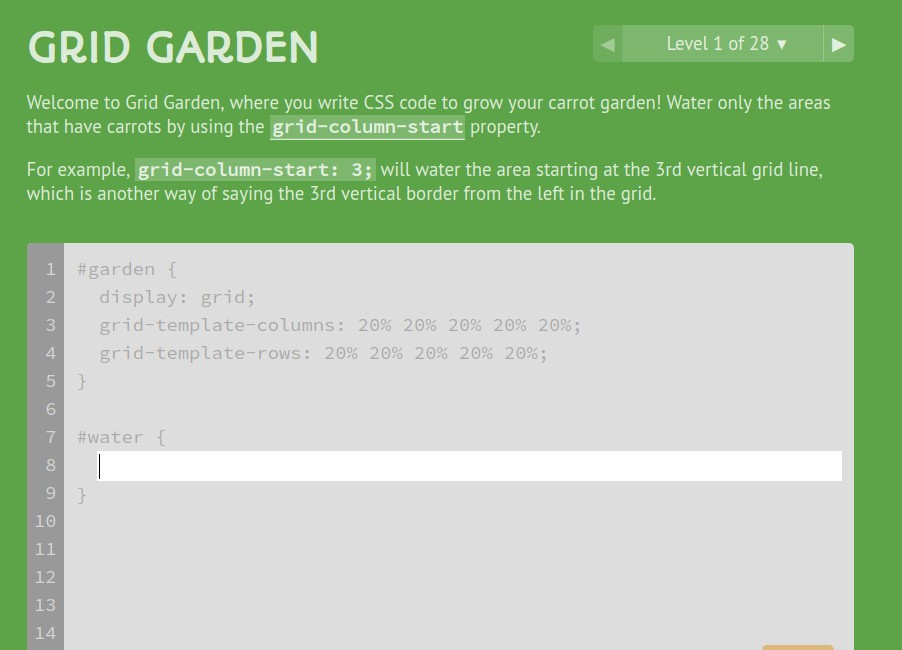 GRID GARDEN
◀ Level 1 of 28 ▼ ▶
Welcome to Grid Garden, where you write CSS code to grow your carrot garden! Water only the areas
that have carrots by using the grid-column-start property.
For example, grid-column-start: 3; will water the area starting at the 3rd vertical grid line,
which is another way of saying the 3rd vertical border from the left in the grid.
1 #garden {
2 display: grid;
3 grid-template-columns: 20% 20% 20% 20% 20%;
4 grid-template-rows: 20% 20% 20% 20% 20%;
5 }
6
7 #water {
8
9 }
10
11
12
13
14